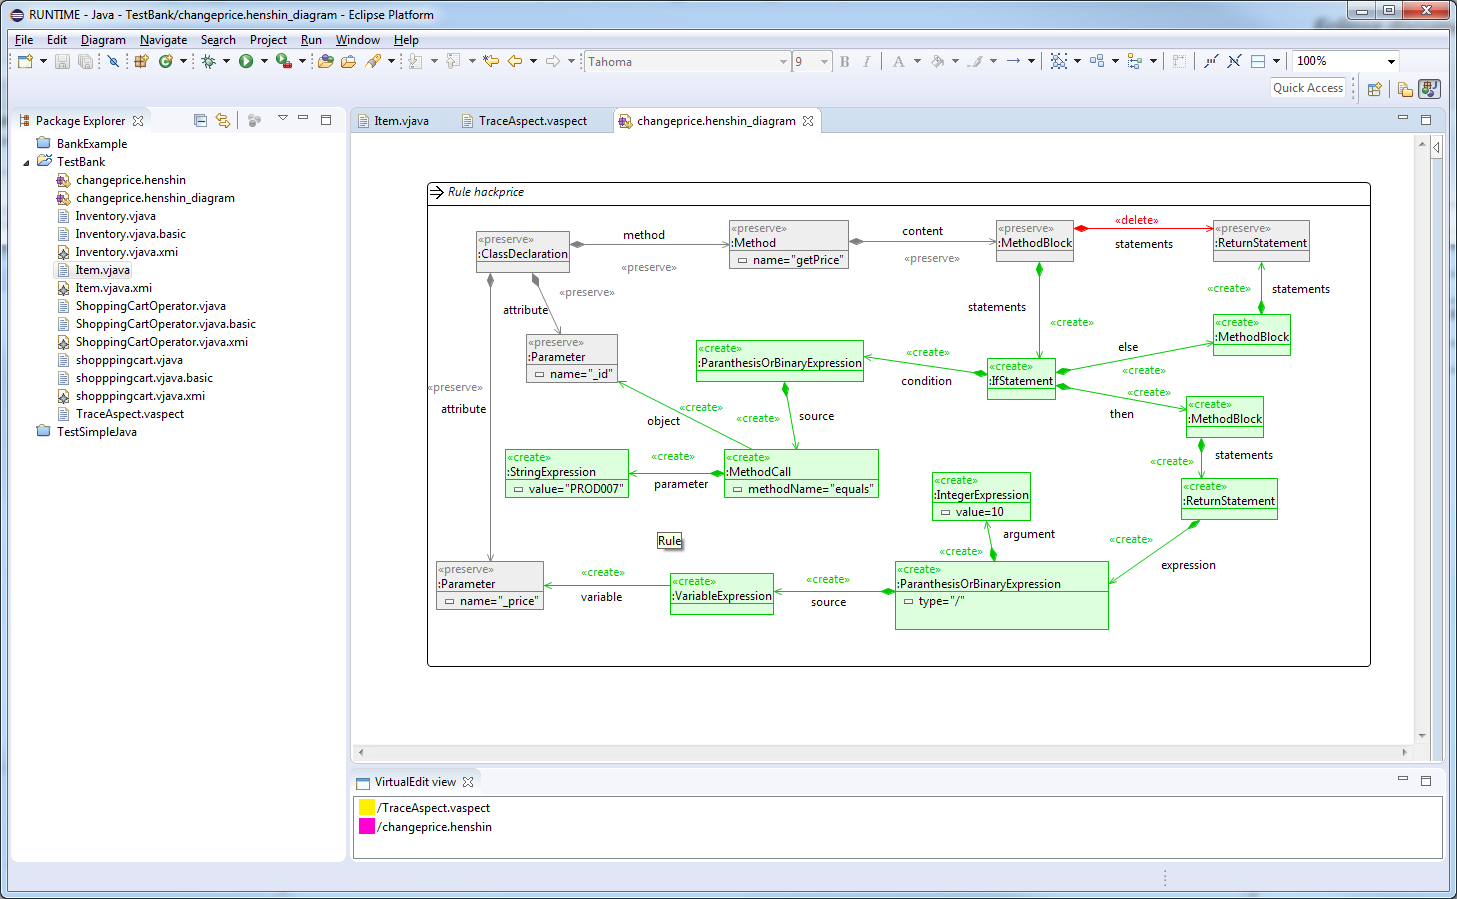 RUNTIME - Java - TestBank/changeprice.henshin_diagram - Eclipse Platform
File Edit Diagram Navigate Search Project Run Window Help
Tahoma 9 B I A 100%
Quick Access
Package Explorer
Item.vjava TraceAspect.vaspect changeprice.henshin_diagram
BankExample
TestBank
changeprice.henshin
changeprice.henshin_diagram
Inventory.vjava
Inventory.vjava.basic
Inventory.vjava.xmi
Item.vjava
Item.vjava.xmi
ShoppingCartOperator.vjava
ShoppingCartOperator.vjava.basic
ShoppingCartOperator.vjava.xmi
shopppingcart.vjava
shopppingcart.vjava.basic
shopppingcart.vjava.xmi
TraceAspect.vaspect
TestSimpleJava
Rule hackprice
«preserve»
:ClassDeclaration
method
«preserve»
«preserve»
:Method
name="getPrice"
content
«preserve»
«preserve»
:MethodBlock
«delete»
statements
«preserve»
:ReturnStatement
«preserve»
attribute
statements
«create»
«create»
statements
«preserve»
:Parameter
name="_id"
«create»
:ParanthesisOrBinaryExpression
«create»
condition
«create»
:IfStatement
else
«create»
«create»
:MethodBlock
«preserve»
attribute
«create»
object
«create»
source
«create»
then
«create»
:MethodBlock
«create»
:StringExpression
value="PROD007"
«create»
parameter
«create»
:MethodCall
methodName="equals"
«create»
statements
«create»
:IntegerExpression
value=10
«create»
:ReturnStatement
Rule
«create»
argument
«create»
expression
«preserve»
:Parameter
name="_price"
«create»
variable
«create»
:VariableExpression
«create»
source
«create»
:ParanthesisOrBinaryExpression
type="/"
VirtualEdit view
/TraceAspect.vaspect
/changeprice.henshin